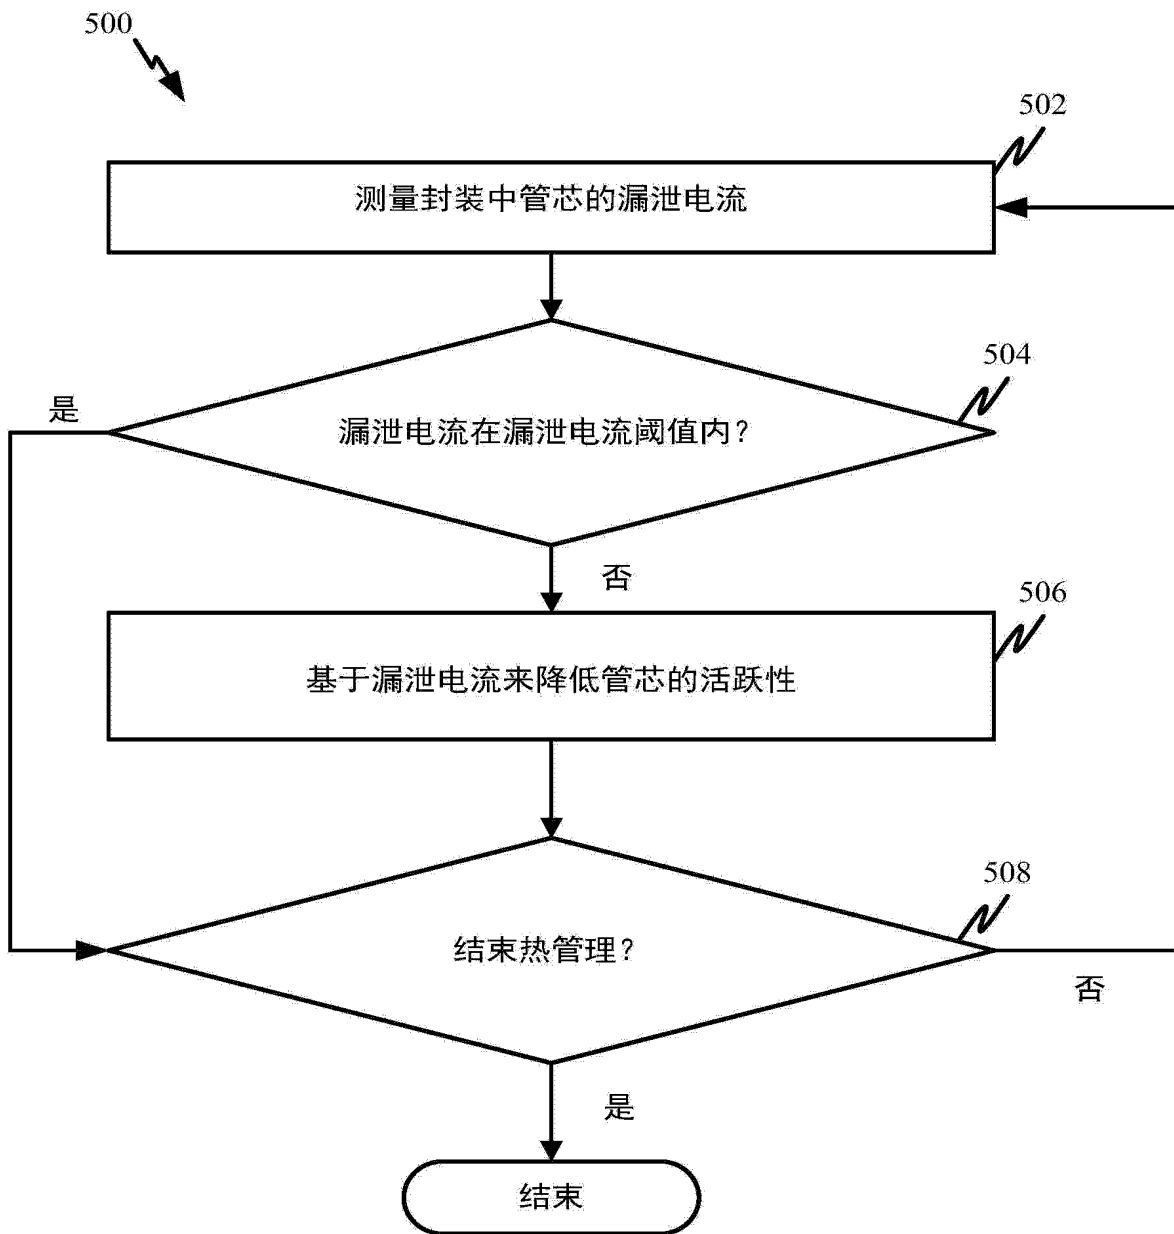 500
502
测量封装中管芯的漏泄电流
504
是
漏泄电流在漏泄电流阈值内?
否
506
基于漏泄电流来降低管芯的活跃性
508
结束热管理?
否
是
结束